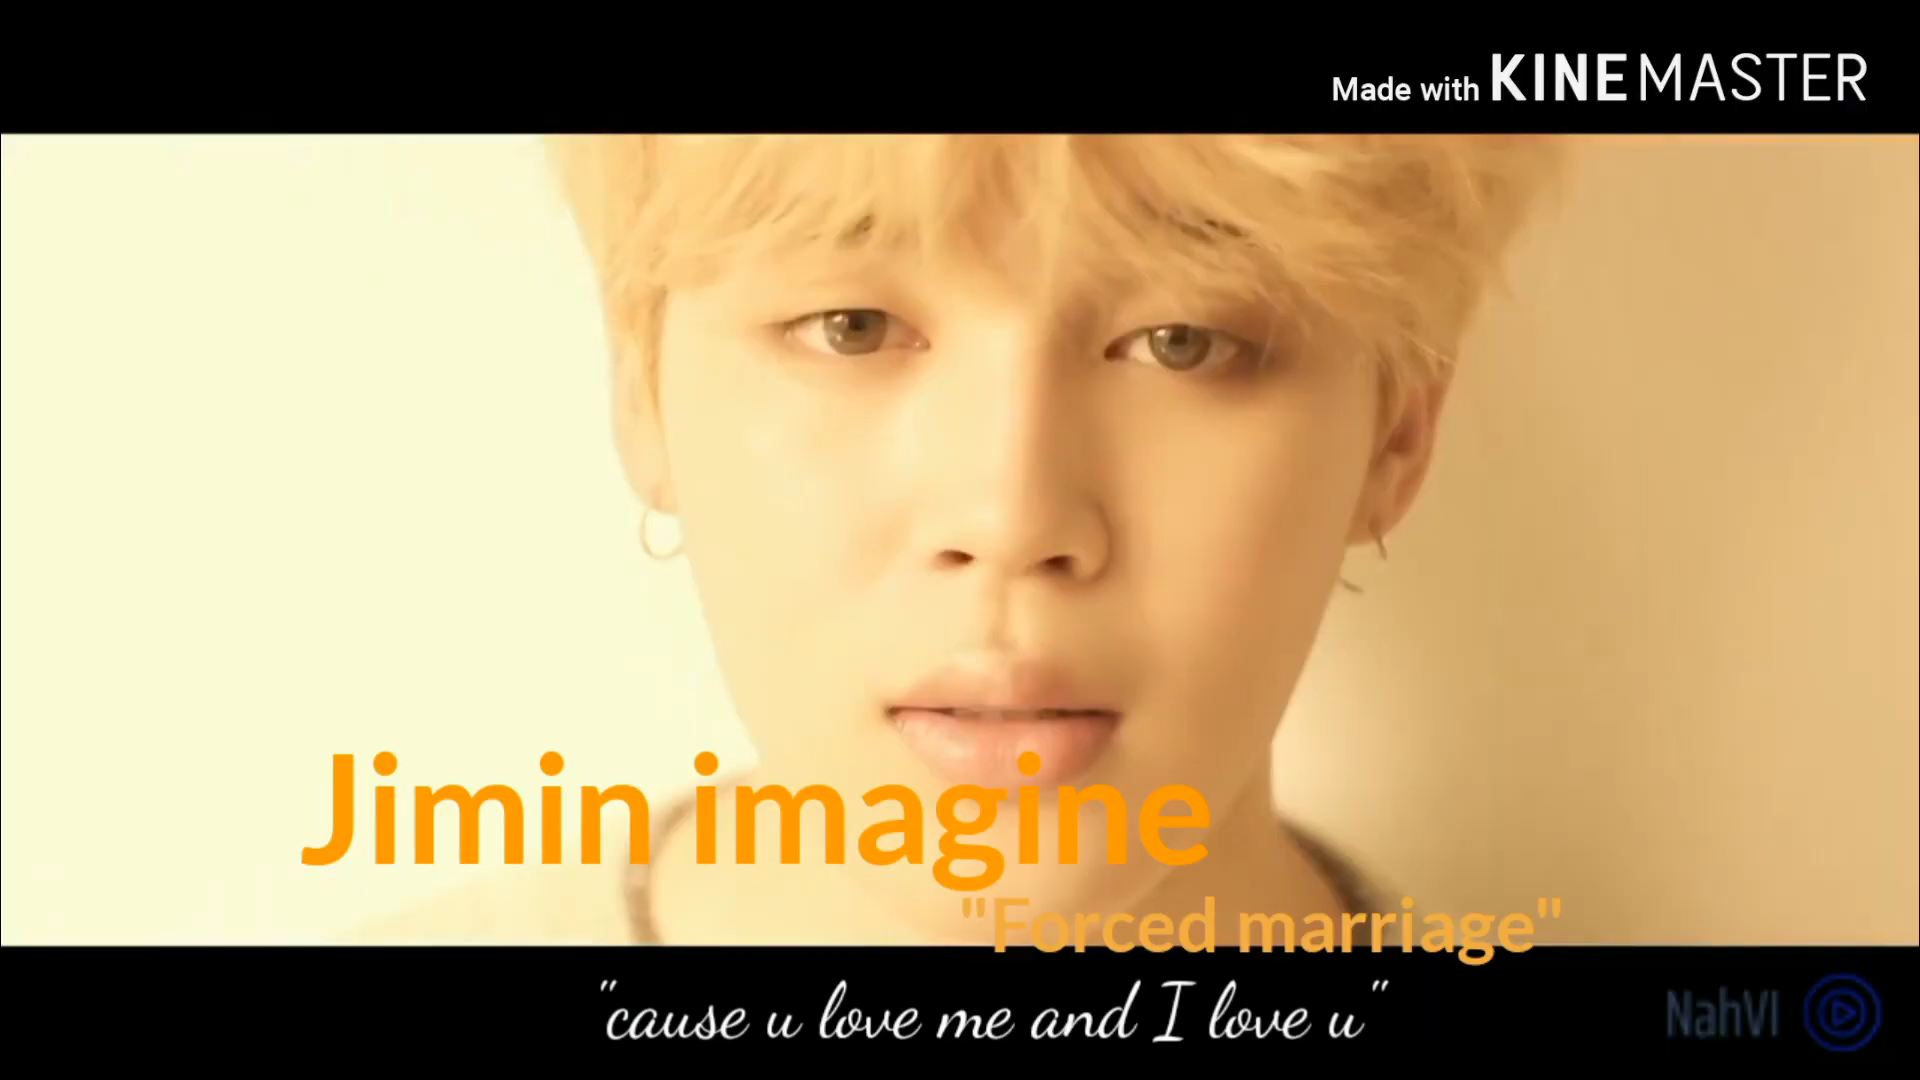 Made with KINEMASTER
Jimin imagine
"Forced marriage"
"cause u love me and I love u"
NahVI